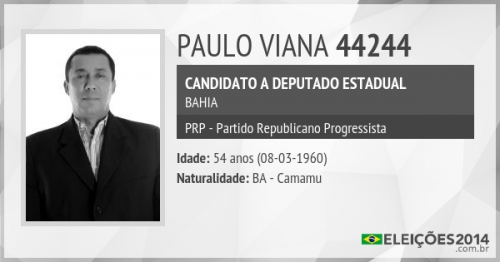 PAULO VIANA 44244
CANDIDATO A DEPUTADO ESTADUAL
BAHIA
PRP - Partido Republicano Progressista
Idade: 54 anos (08-03-1960)
Naturalidade: BA - Camamu
ELEIÇÕES2014
.com.br